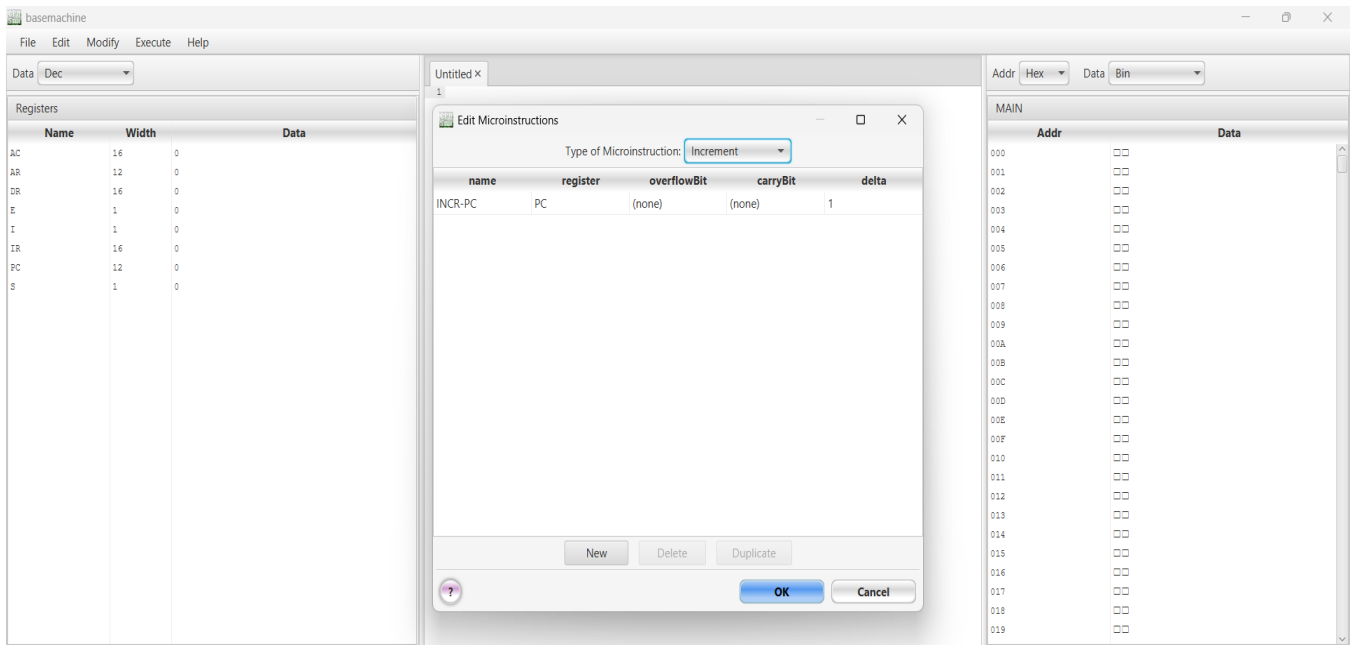 basemachine
File Edit Modify Execute Help
Data Dec
Registers
Name Width Data
AC 16 0
AR 12 0
DR 16 0
E 1 0
I 1 0
IR 16 0
PC 12 0
S 1 0
Untitled ×
1
Edit Microinstructions
Type of Microinstruction: Increment
name register overflowBit carryBit delta
INCR-PC PC (none) (none) 1
New Delete Duplicate
? OK Cancel
Addr Hex Data Bin
MAIN
Addr Data
000 □□
001 □□
002 □□
003 □□
004 □□
005 □□
006 □□
007 □□
008 □□
009 □□
00A □□
00B □□
00C □□
00D □□
00E □□
00F □□
010 □□
011 □□
012 □□
013 □□
014 □□
015 □□
016 □□
017 □□
018 □□
019 □□